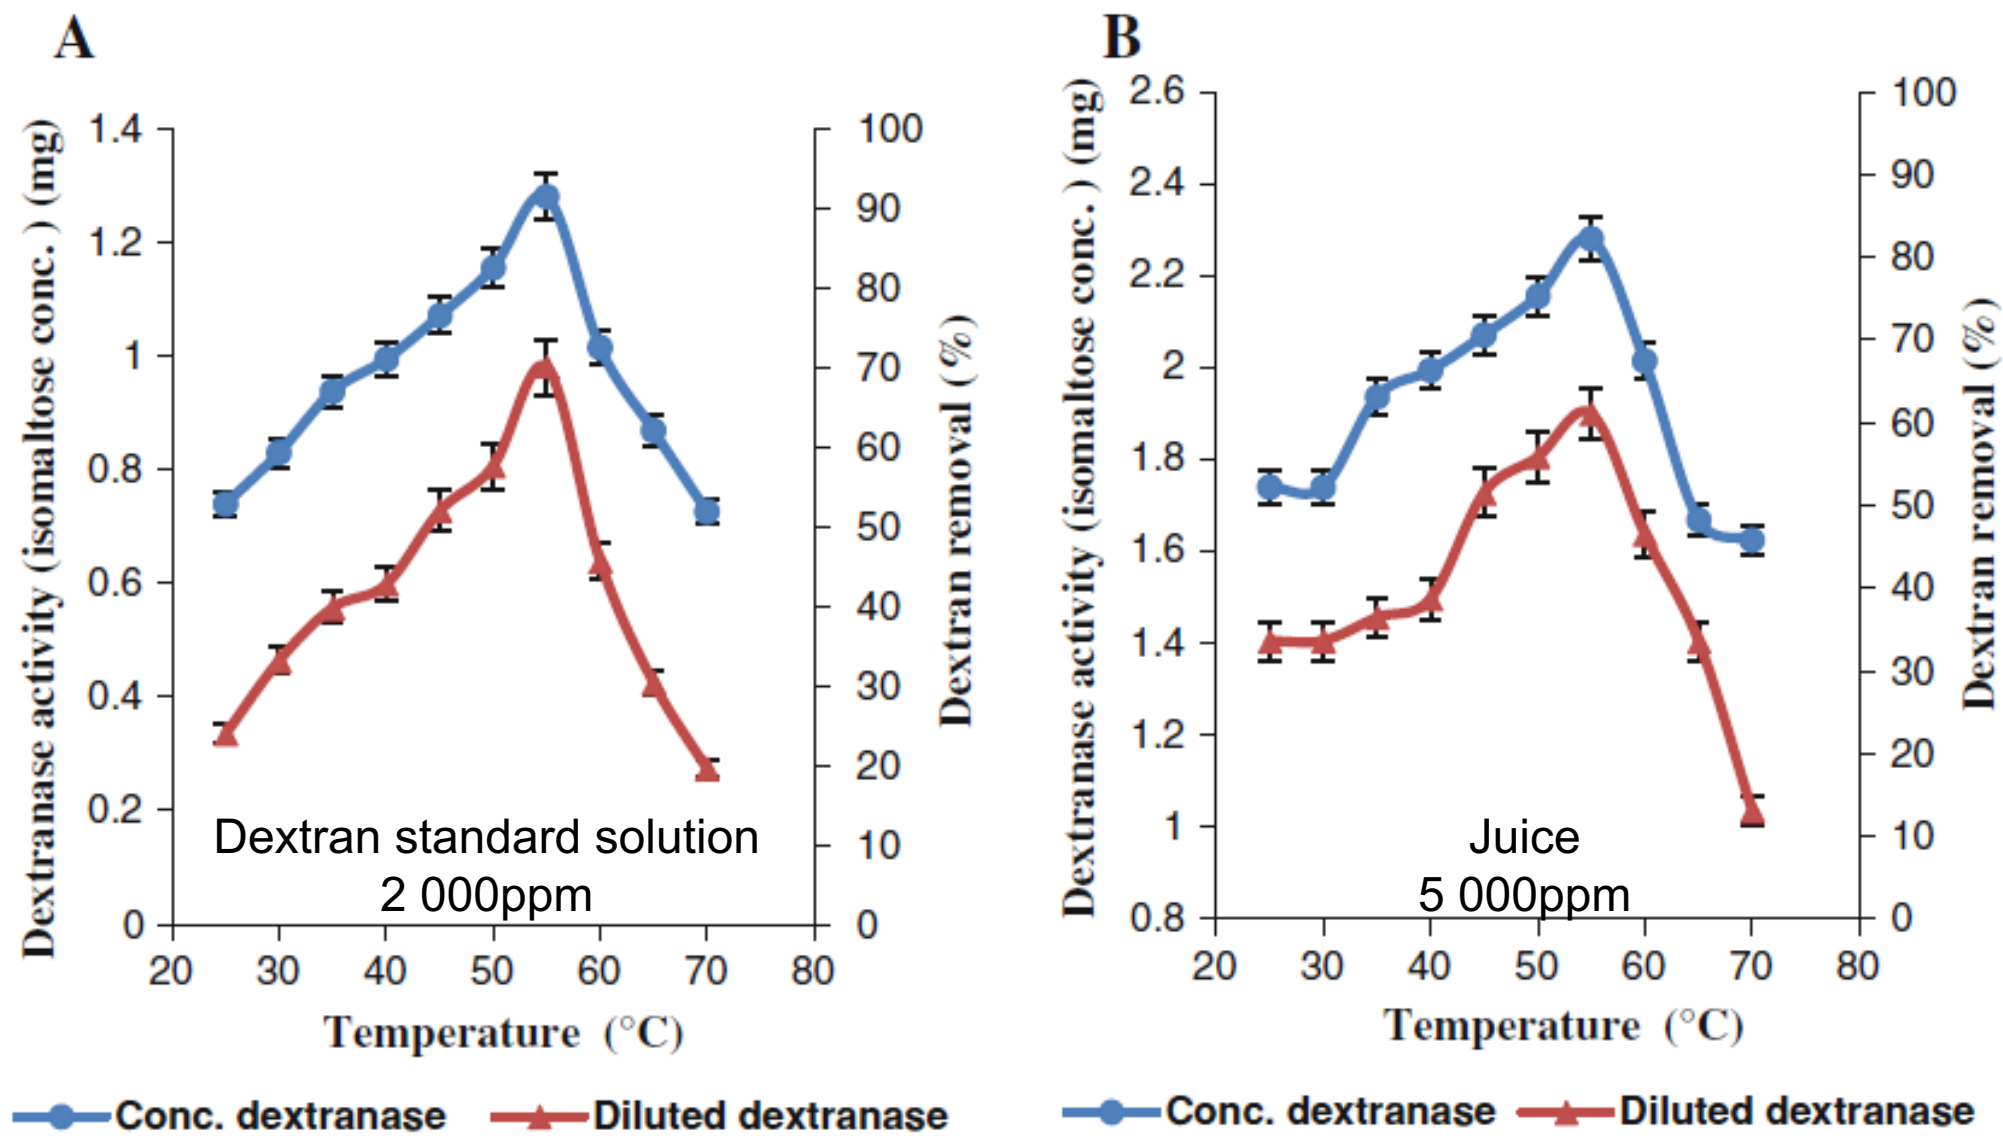 A
Dextranase activity (isomaltose conc. ) (mg)
1.4
1.2
1
0.8
0.6
0.4
0.2
0
100
90
80
70
60
50
40
30
20
10
0
Dextran removal (%)
Dextran standard solution
2 000ppm
20 30 40 50 60 70 80
Temperature (°C)
Conc. dextranase Diluted dextranase
B
Dextranase activity (isomaltose conc. ) (mg)
2.6
2.4
2.2
2
1.8
1.6
1.4
1.2
1
0.8
100
90
80
70
60
50
40
30
20
10
0
Dextran removal (%)
Juice
5 000ppm
20 30 40 50 60 70 80
Temperature (°C)
Conc. dextranase Diluted dextranase